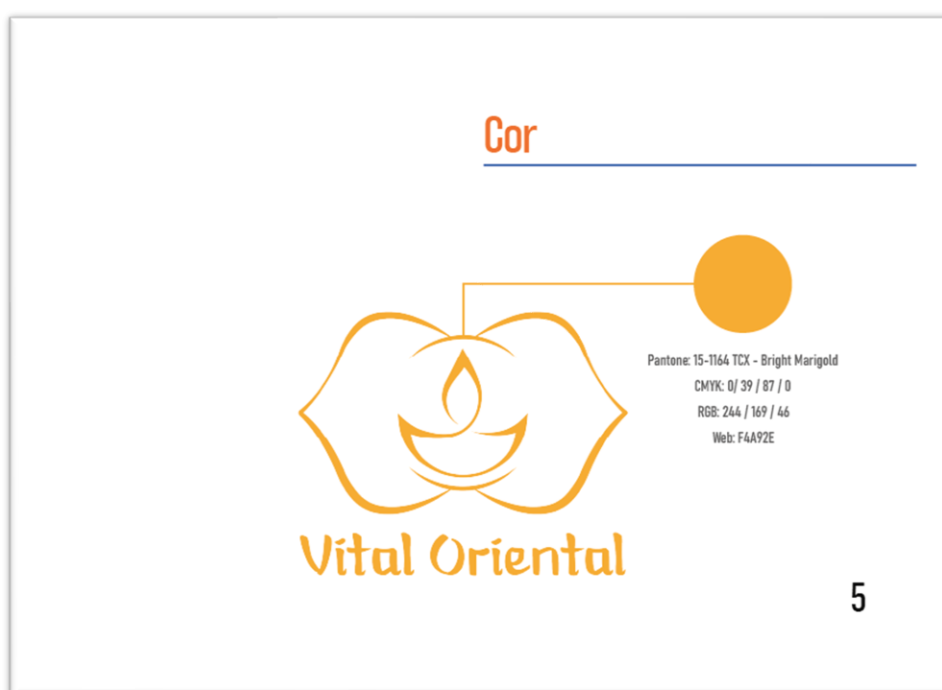 Cor
Pantone: 15-1164 TCX - Bright Marigold
CMYK: 0/ 39 / 87 / 0
RGB: 244 / 169 / 46
Web: F4A92E
Vital Oriental
5